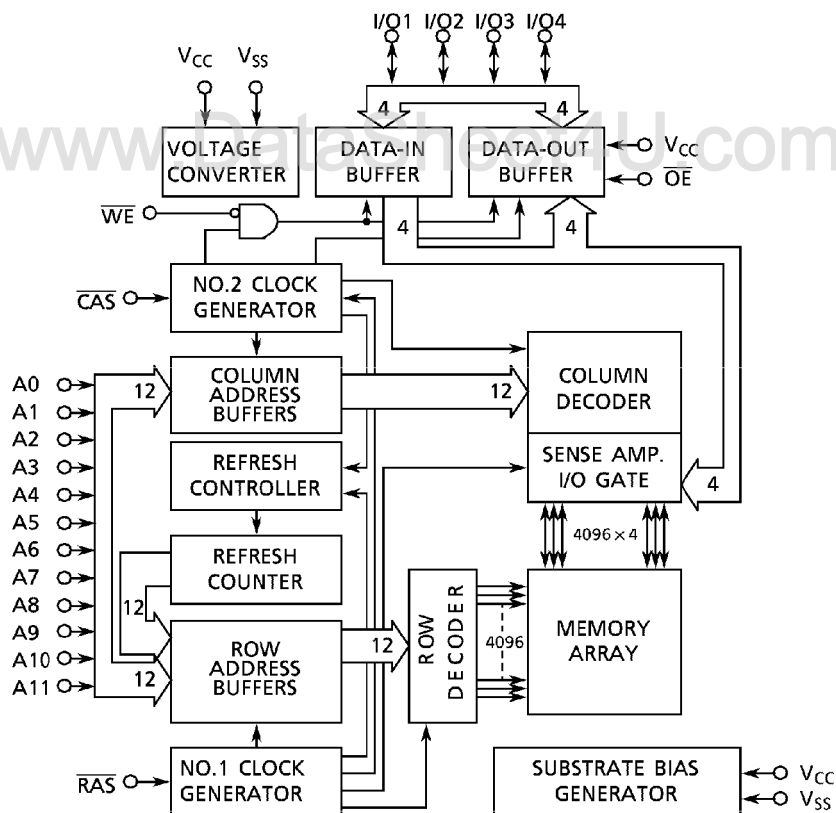 I/O1 I/O2 I/O3 I/O4
VCC VSS
4 4
www.DataSheet4U.com
VOLTAGE
CONVERTER
DATA-IN
BUFFER
DATA-OUT
BUFFER
VCC
OE
WE
4
4
CAS
NO.2 CLOCK
GENERATOR
A0
A1
A2
A3
A4
A5
A6
A7
A8
A9
A10
A11
12
COLUMN
ADDRESS
BUFFERS
12
COLUMN
DECODER
REFRESH
CONTROLLER
SENSE AMP.
I/O GATE
4
4096×4
REFRESH
COUNTER
12
12
ROW
ADDRESS
BUFFERS
12
ROW
DECODER
4096
MEMORY
ARRAY
RAS
NO.1 CLOCK
GENERATOR
SUBSTRATE BIAS
GENERATOR
VCC
VSS